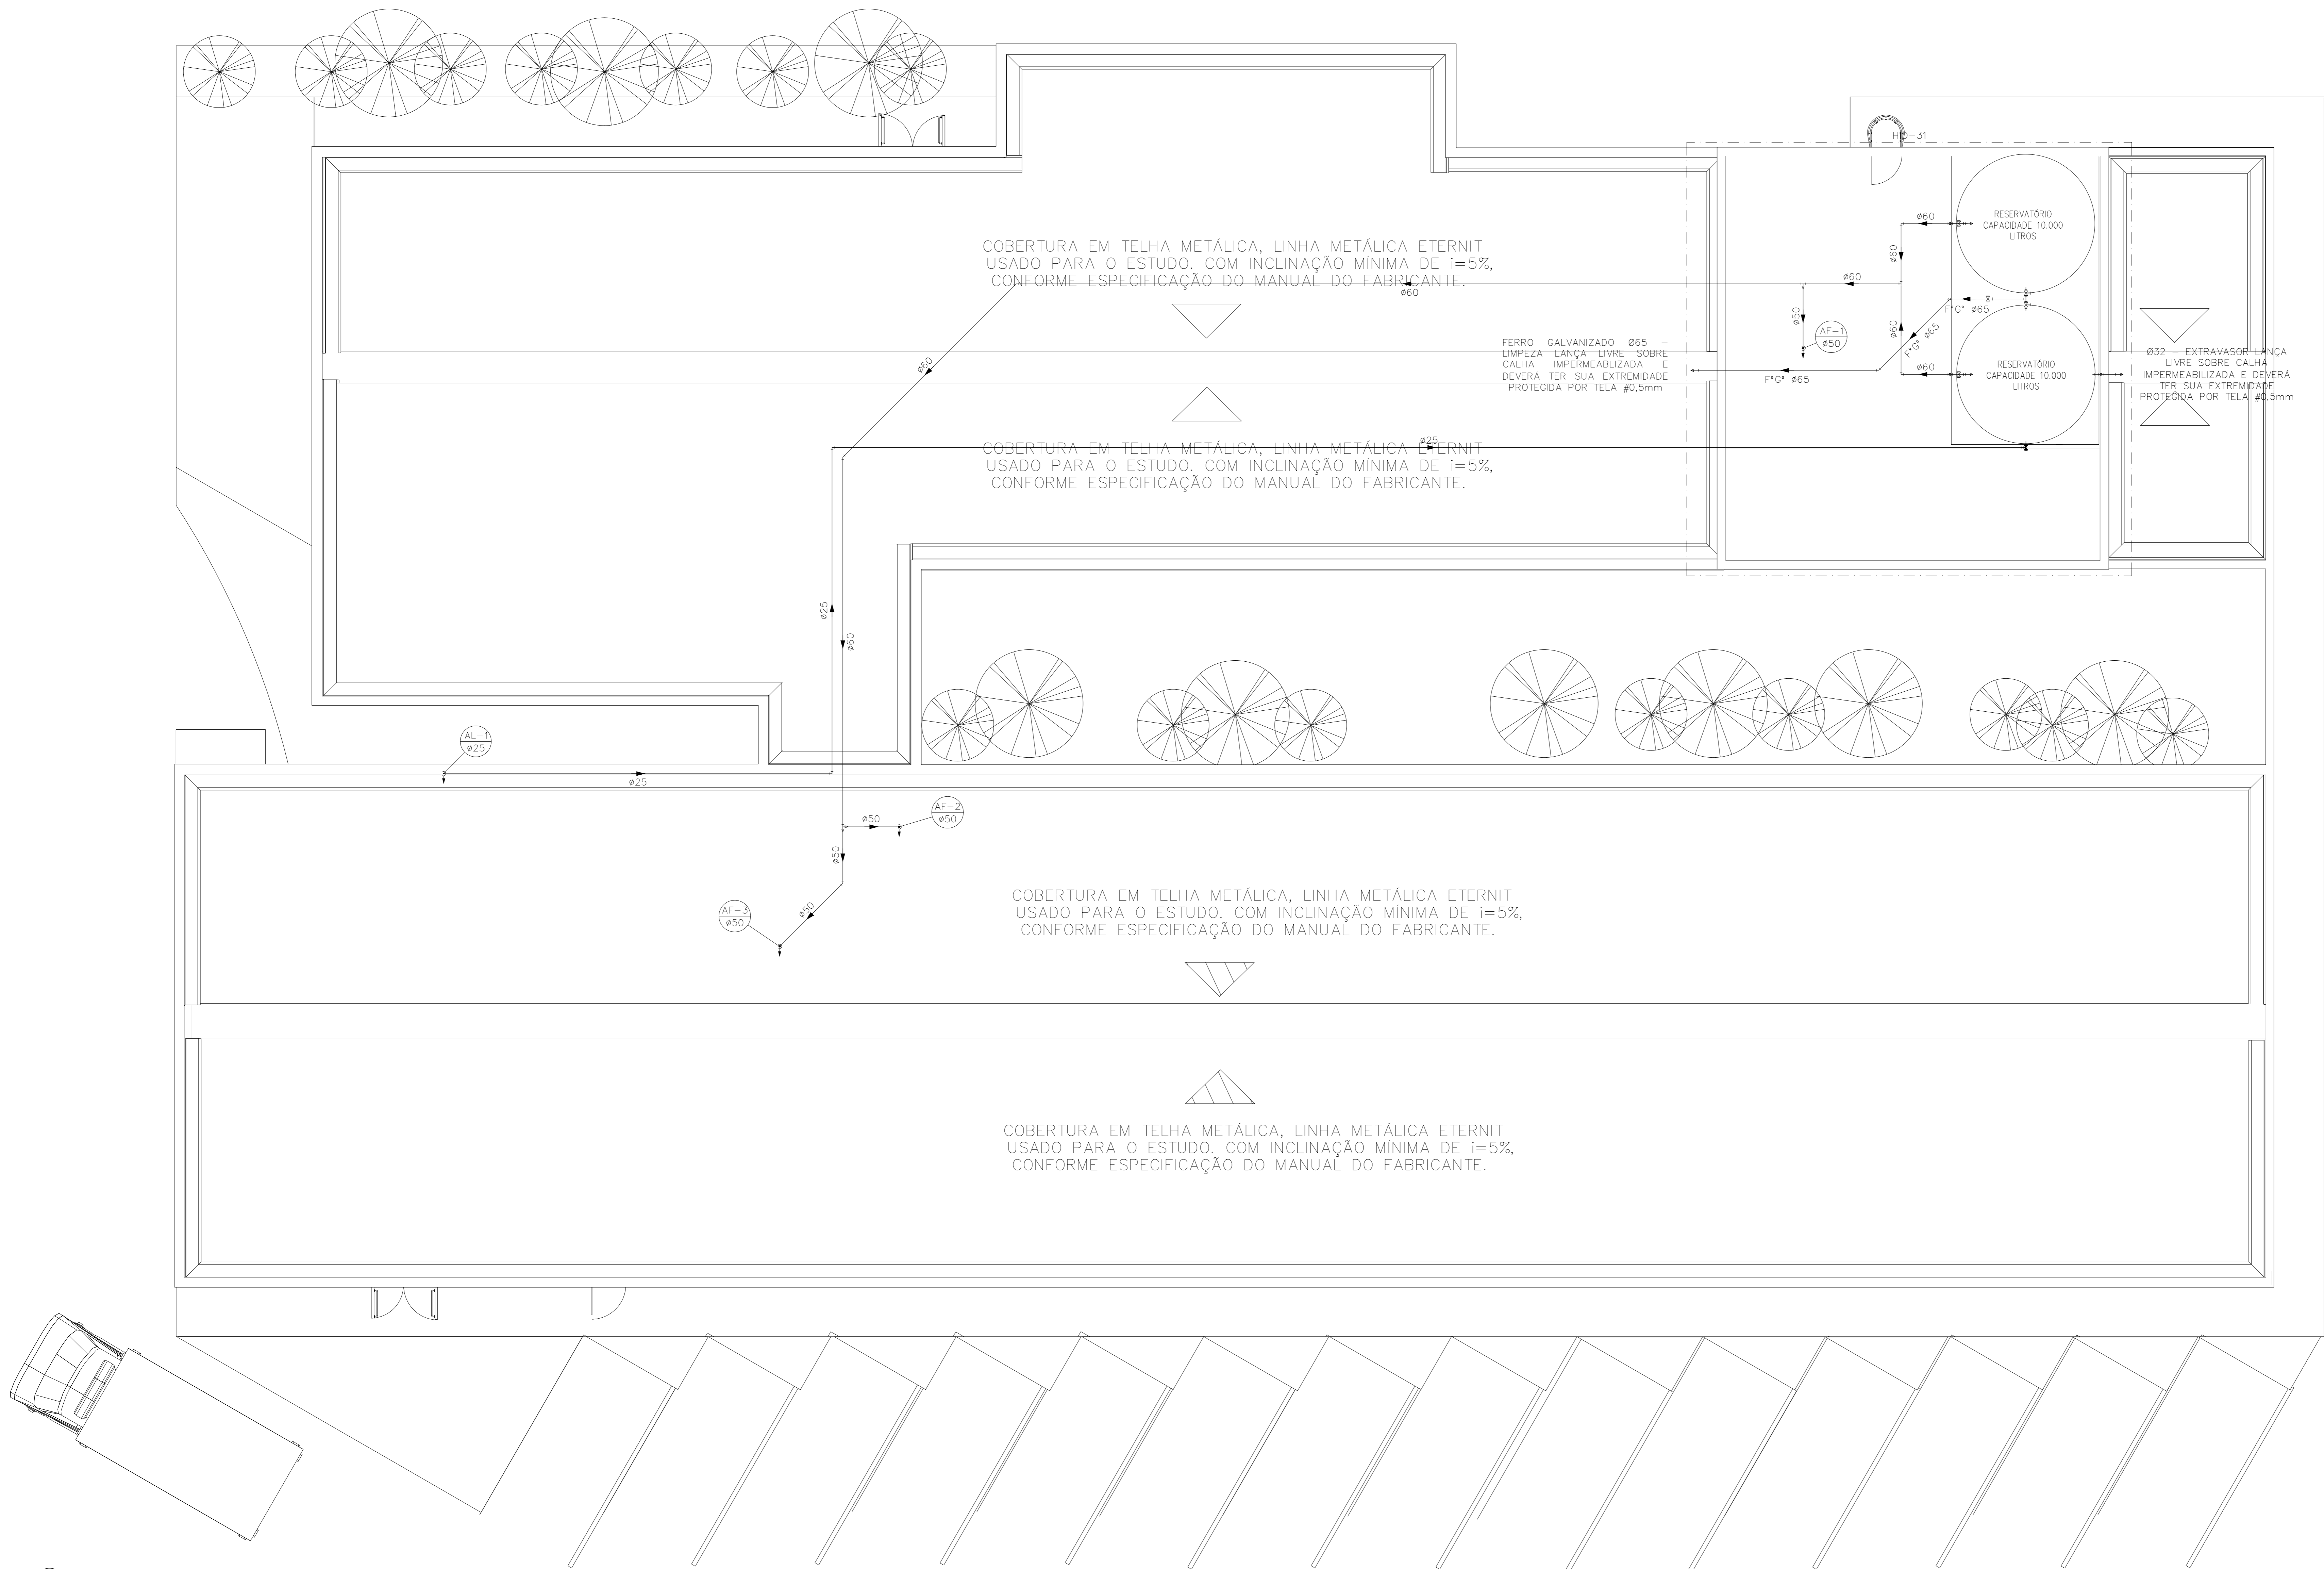 HID-31
RESERVATÓRIO
CAPACIDADE 10.000
LITROS
ø60
ø60
COBERTURA EM TELHA METÁLICA, LINHA METÁLICA ETERNIT
USADO PARA O ESTUDO. COM INCLINAÇÃO MÍNIMA DE i=5%,
CONFORME ESPECIFICAÇÃO DO MANUAL DO FABRICANTE.
ø60
ø60
ø50
AF-1
ø50
ø60
F°G° ø65
F°G° ø65
FERRO GALVANIZADO Ø65 –
LIMPEZA LANÇA LIVRE SOBRE
CALHA IMPERMEABLIZADA E
DEVERÁ TER SUA EXTREMIDADE
PROTEGIDA POR TELA #0,5mm
F°G° ø65
ø60
RESERVATÓRIO
CAPACIDADE 10.000
LITROS
Ø32 – EXTRAVASOR LANÇA
LIVRE SOBRE CALHA
IMPERMEABILIZADA E DEVERÁ
TER SUA EXTREMIDADE
PROTEGIDA POR TELA #0,5mm
ø60
ø25
COBERTURA EM TELHA METÁLICA, LINHA METÁLICA ETERNIT
USADO PARA O ESTUDO. COM INCLINAÇÃO MÍNIMA DE i=5%,
CONFORME ESPECIFICAÇÃO DO MANUAL DO FABRICANTE.
ø25
ø60
AL-1
ø25
ø25
ø50
AF-2
ø50
ø50
AF-3
ø50
ø50
COBERTURA EM TELHA METÁLICA, LINHA METÁLICA ETERNIT
USADO PARA O ESTUDO. COM INCLINAÇÃO MÍNIMA DE i=5%,
CONFORME ESPECIFICAÇÃO DO MANUAL DO FABRICANTE.
COBERTURA EM TELHA METÁLICA, LINHA METÁLICA ETERNIT
USADO PARA O ESTUDO. COM INCLINAÇÃO MÍNIMA DE i=5%,
CONFORME ESPECIFICAÇÃO DO MANUAL DO FABRICANTE.